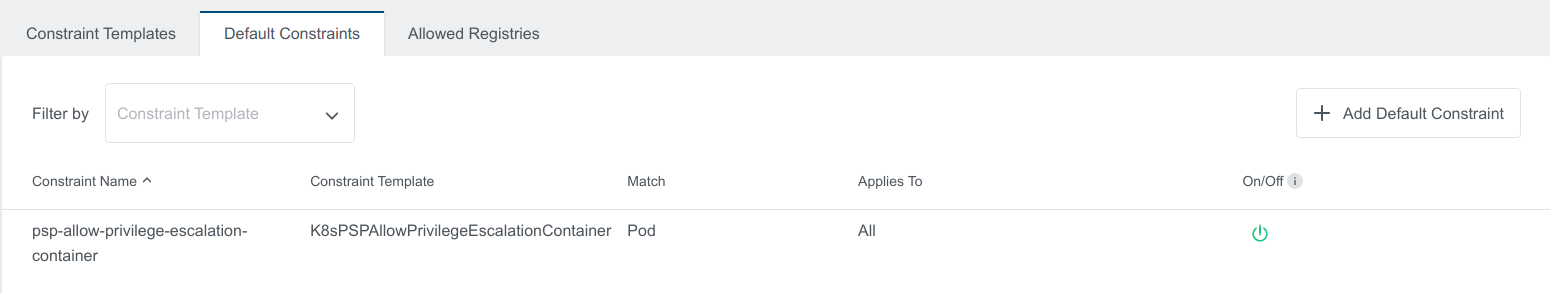 Constraint Templates Default Constraints Allowed Registries
Filter by Constraint Template Add Default Constraint
Constraint Name Constraint Template Match Applies To On/Off i
psp-allow-privilege-escalation- K8sPSPAllowPrivilegeEscalationContainer Pod All
container